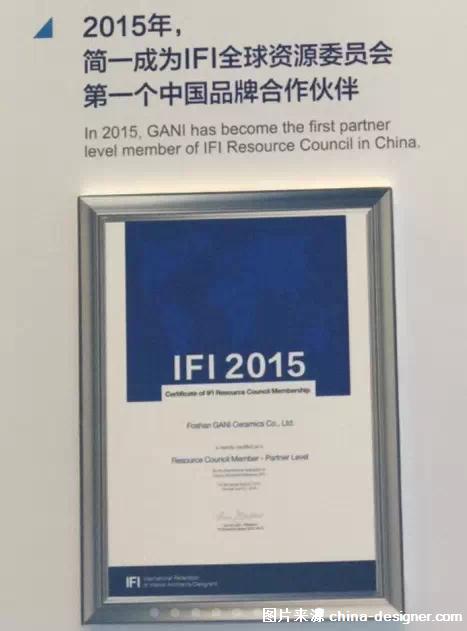 2015年，
简一成为IFI全球资源委员会
第一个中国品牌合作伙伴
In 2015, GANI has become the first partner
level member of IFI Resource Council in China.
IFI 2015
Certificate of IFI Resource Council Membership
Foshan GANI Ceramics Co., Ltd.
Resource Council Member - Partner Level
IFI International Federation
of Interior Architects/Designers
图片来源 china-designer.com